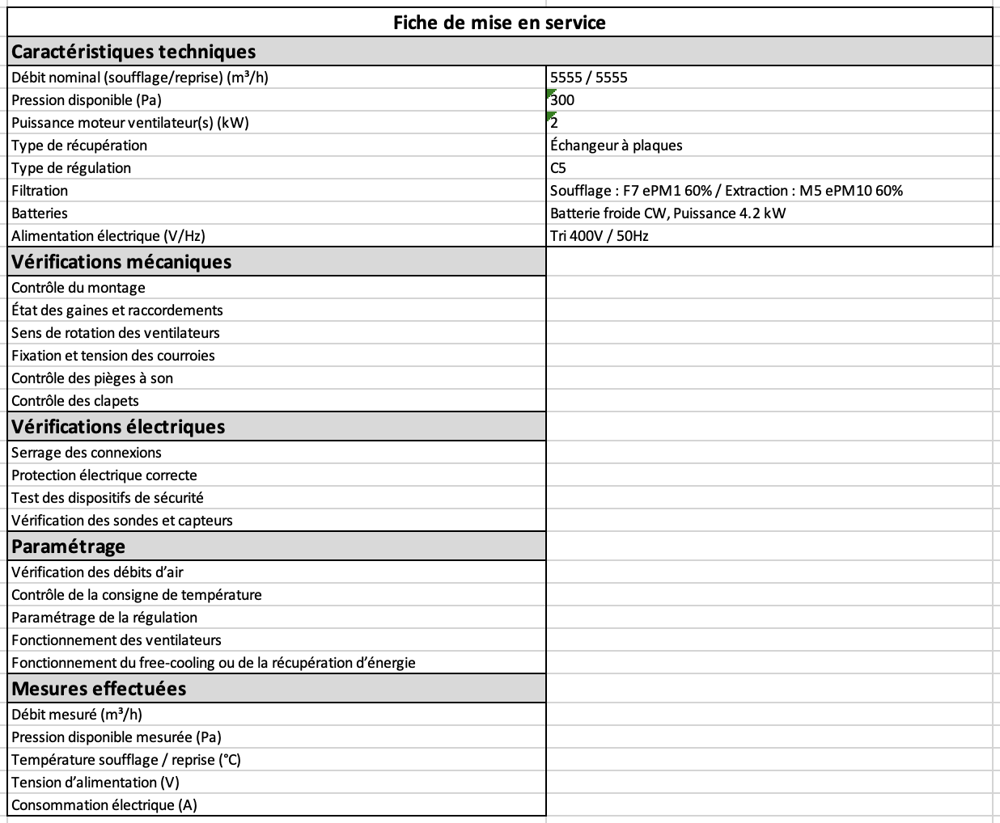 Fiche de mise en service
Caractéristiques techniques
Débit nominal (soufflage/reprise) (m³/h) 5555 / 5555
Pression disponible (Pa) 300
Puissance moteur ventilateur(s) (kW) 2
Type de récupération Échangeur à plaques
Type de régulation C5
Filtration Soufflage : F7 ePM1 60% / Extraction : M5 ePM10 60%
Batteries Batterie froide CW, Puissance 4.2 kW
Alimentation électrique (V/Hz) Tri 400V / 50Hz
Vérifications mécaniques
Contrôle du montage
État des gaines et raccordements
Sens de rotation des ventilateurs
Fixation et tension des courroies
Contrôle des pièges à son
Contrôle des clapets
Vérifications électriques
Serrage des connexions
Protection électrique correcte
Test des dispositifs de sécurité
Vérification des sondes et capteurs
Paramétrage
Vérification des débits d’air
Contrôle de la consigne de température
Paramétrage de la régulation
Fonctionnement des ventilateurs
Fonctionnement du free-cooling ou de la récupération d’énergie
Mesures effectuées
Débit mesuré (m³/h)
Pression disponible mesurée (Pa)
Température soufflage / reprise (°C)
Tension d’alimentation (V)
Consommation électrique (A)